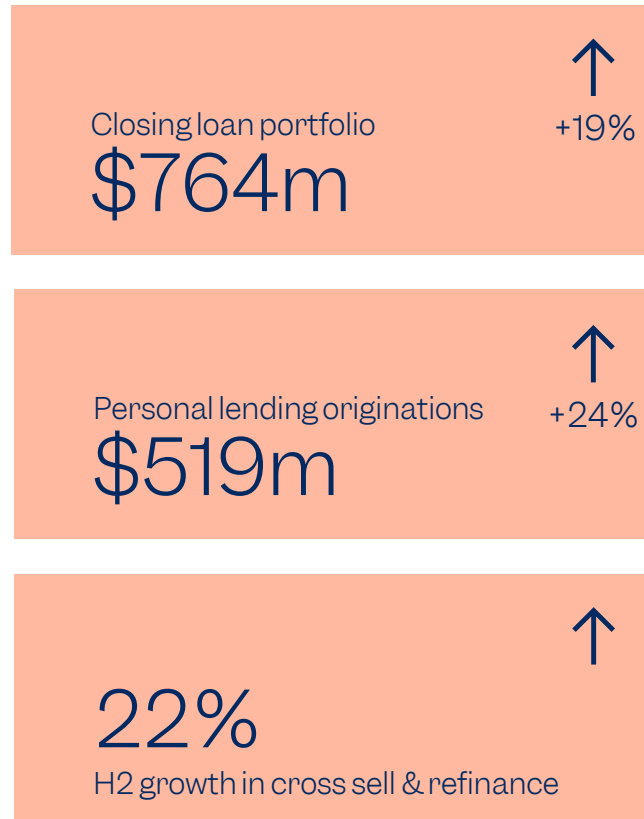 +19%
Closing loan portfolio
$764m
Personal lending originations
+24%
$519m
22%
H2 growth in cross sell & refinance